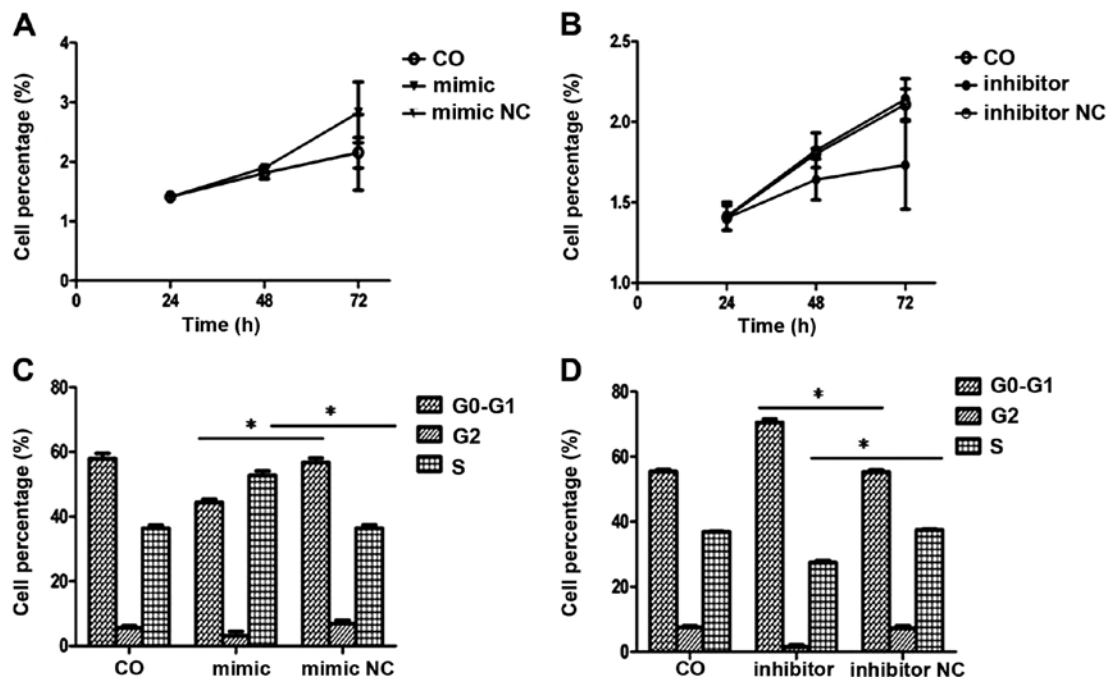 A
4
3
2
1
0
0
24
48
72
Cell percentage (%)
Time (h)
CO
mimic
mimic NC
B
2.5
2.0
1.5
1.0
0
24
48
72
Cell percentage (%)
Time (h)
CO
inhibitor
inhibitor NC
C
80
60
40
20
0
Cell percentage (%)
* *
CO mimic mimic NC
G0-G1
G2
S
D
80
60
40
20
0
Cell percentage (%)
*
*
CO inhibitor inhibitor NC
G0-G1
G2
S